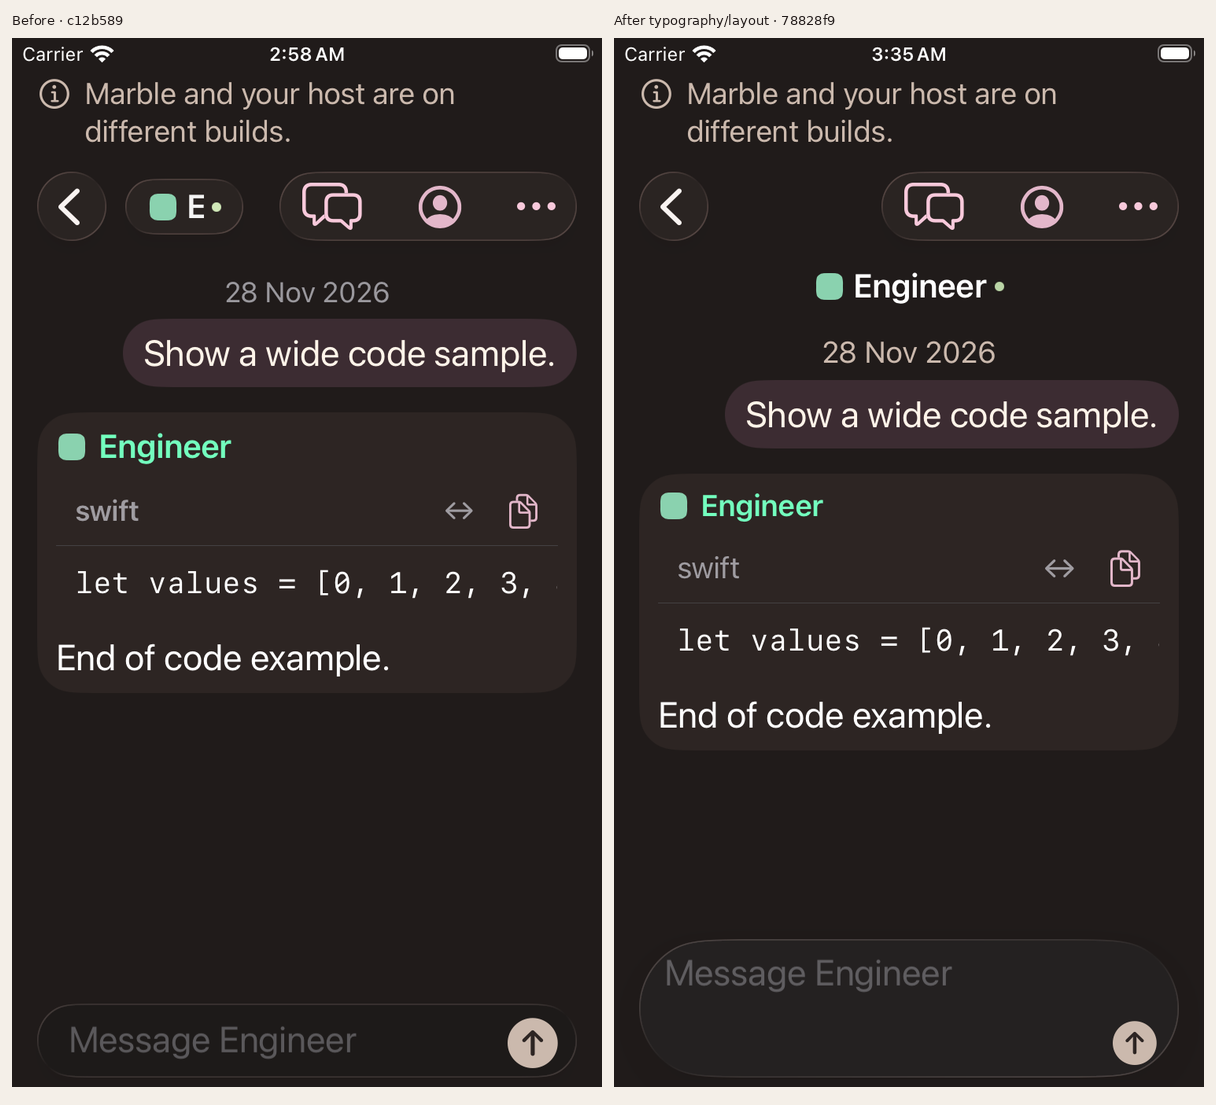 Before · c12b589
Carrier
2:58 AM
Marble and your host are on
different builds.
E
28 Nov 2026
Show a wide code sample.
Engineer
swift
let values = [0, 1, 2, 3,
End of code example.
Message Engineer
After typography/layout · 78828f9
Carrier
3:35 AM
Marble and your host are on
different builds.
Engineer
28 Nov 2026
Show a wide code sample.
Engineer
swift
let values = [0, 1, 2, 3,
End of code example.
Message Engineer